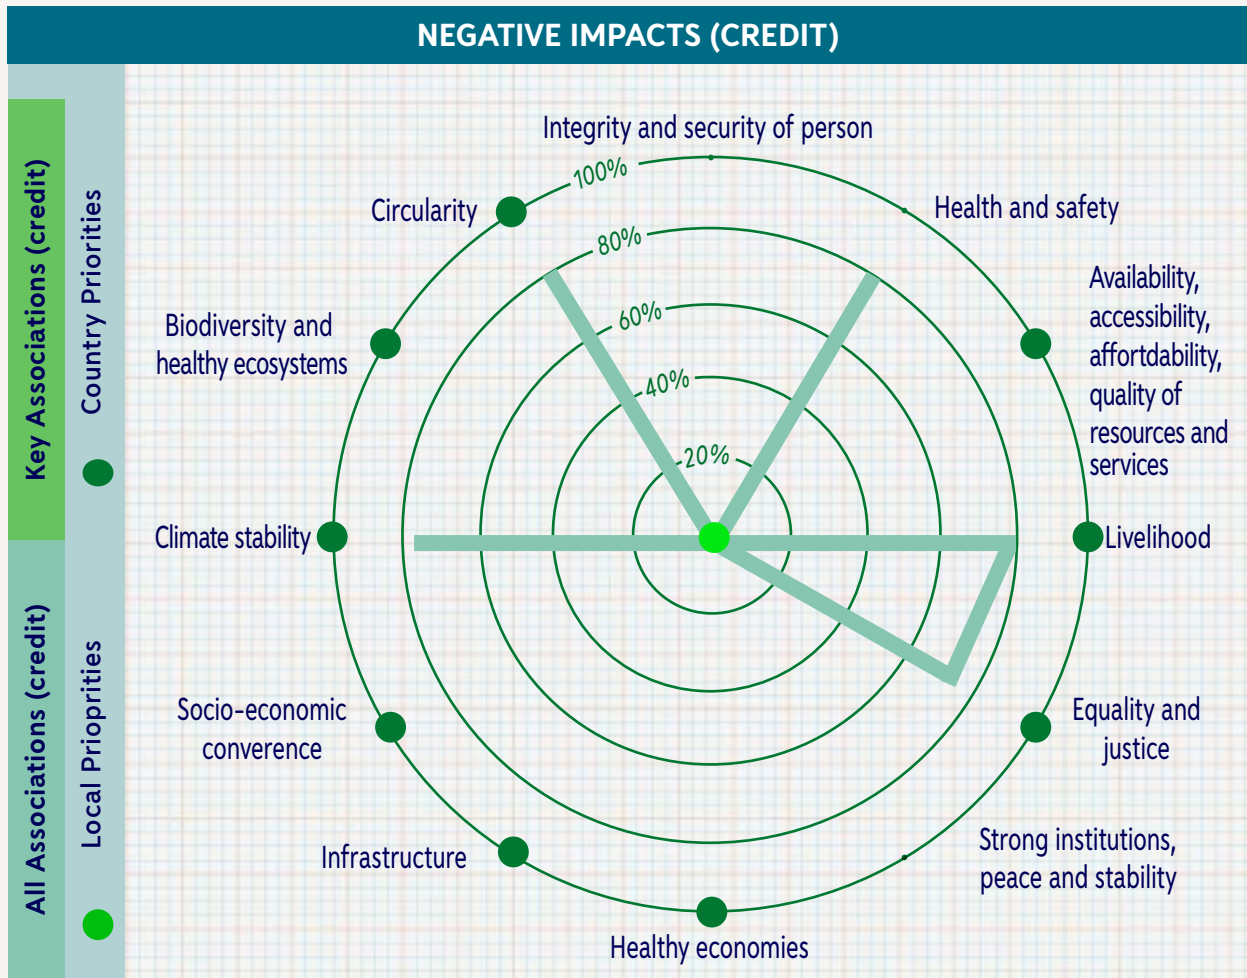 NEGATIVE IMPACTS (CREDIT)
Key Associations (credit)
Country Priorities
All Associations (credit)
Local Prioprities
Integrity and security of person
100%
80%
60%
40%
20%
Circularity
Health and safety
Availability,
accessibility,
affortdability,
quality of
resources and
services
Biodiversity and
healthy ecosystems
Climate stability
Livelihood
Socio-economic
converence
Equality and
justice
Infrastructure
Strong institutions,
peace and stability
Healthy economies